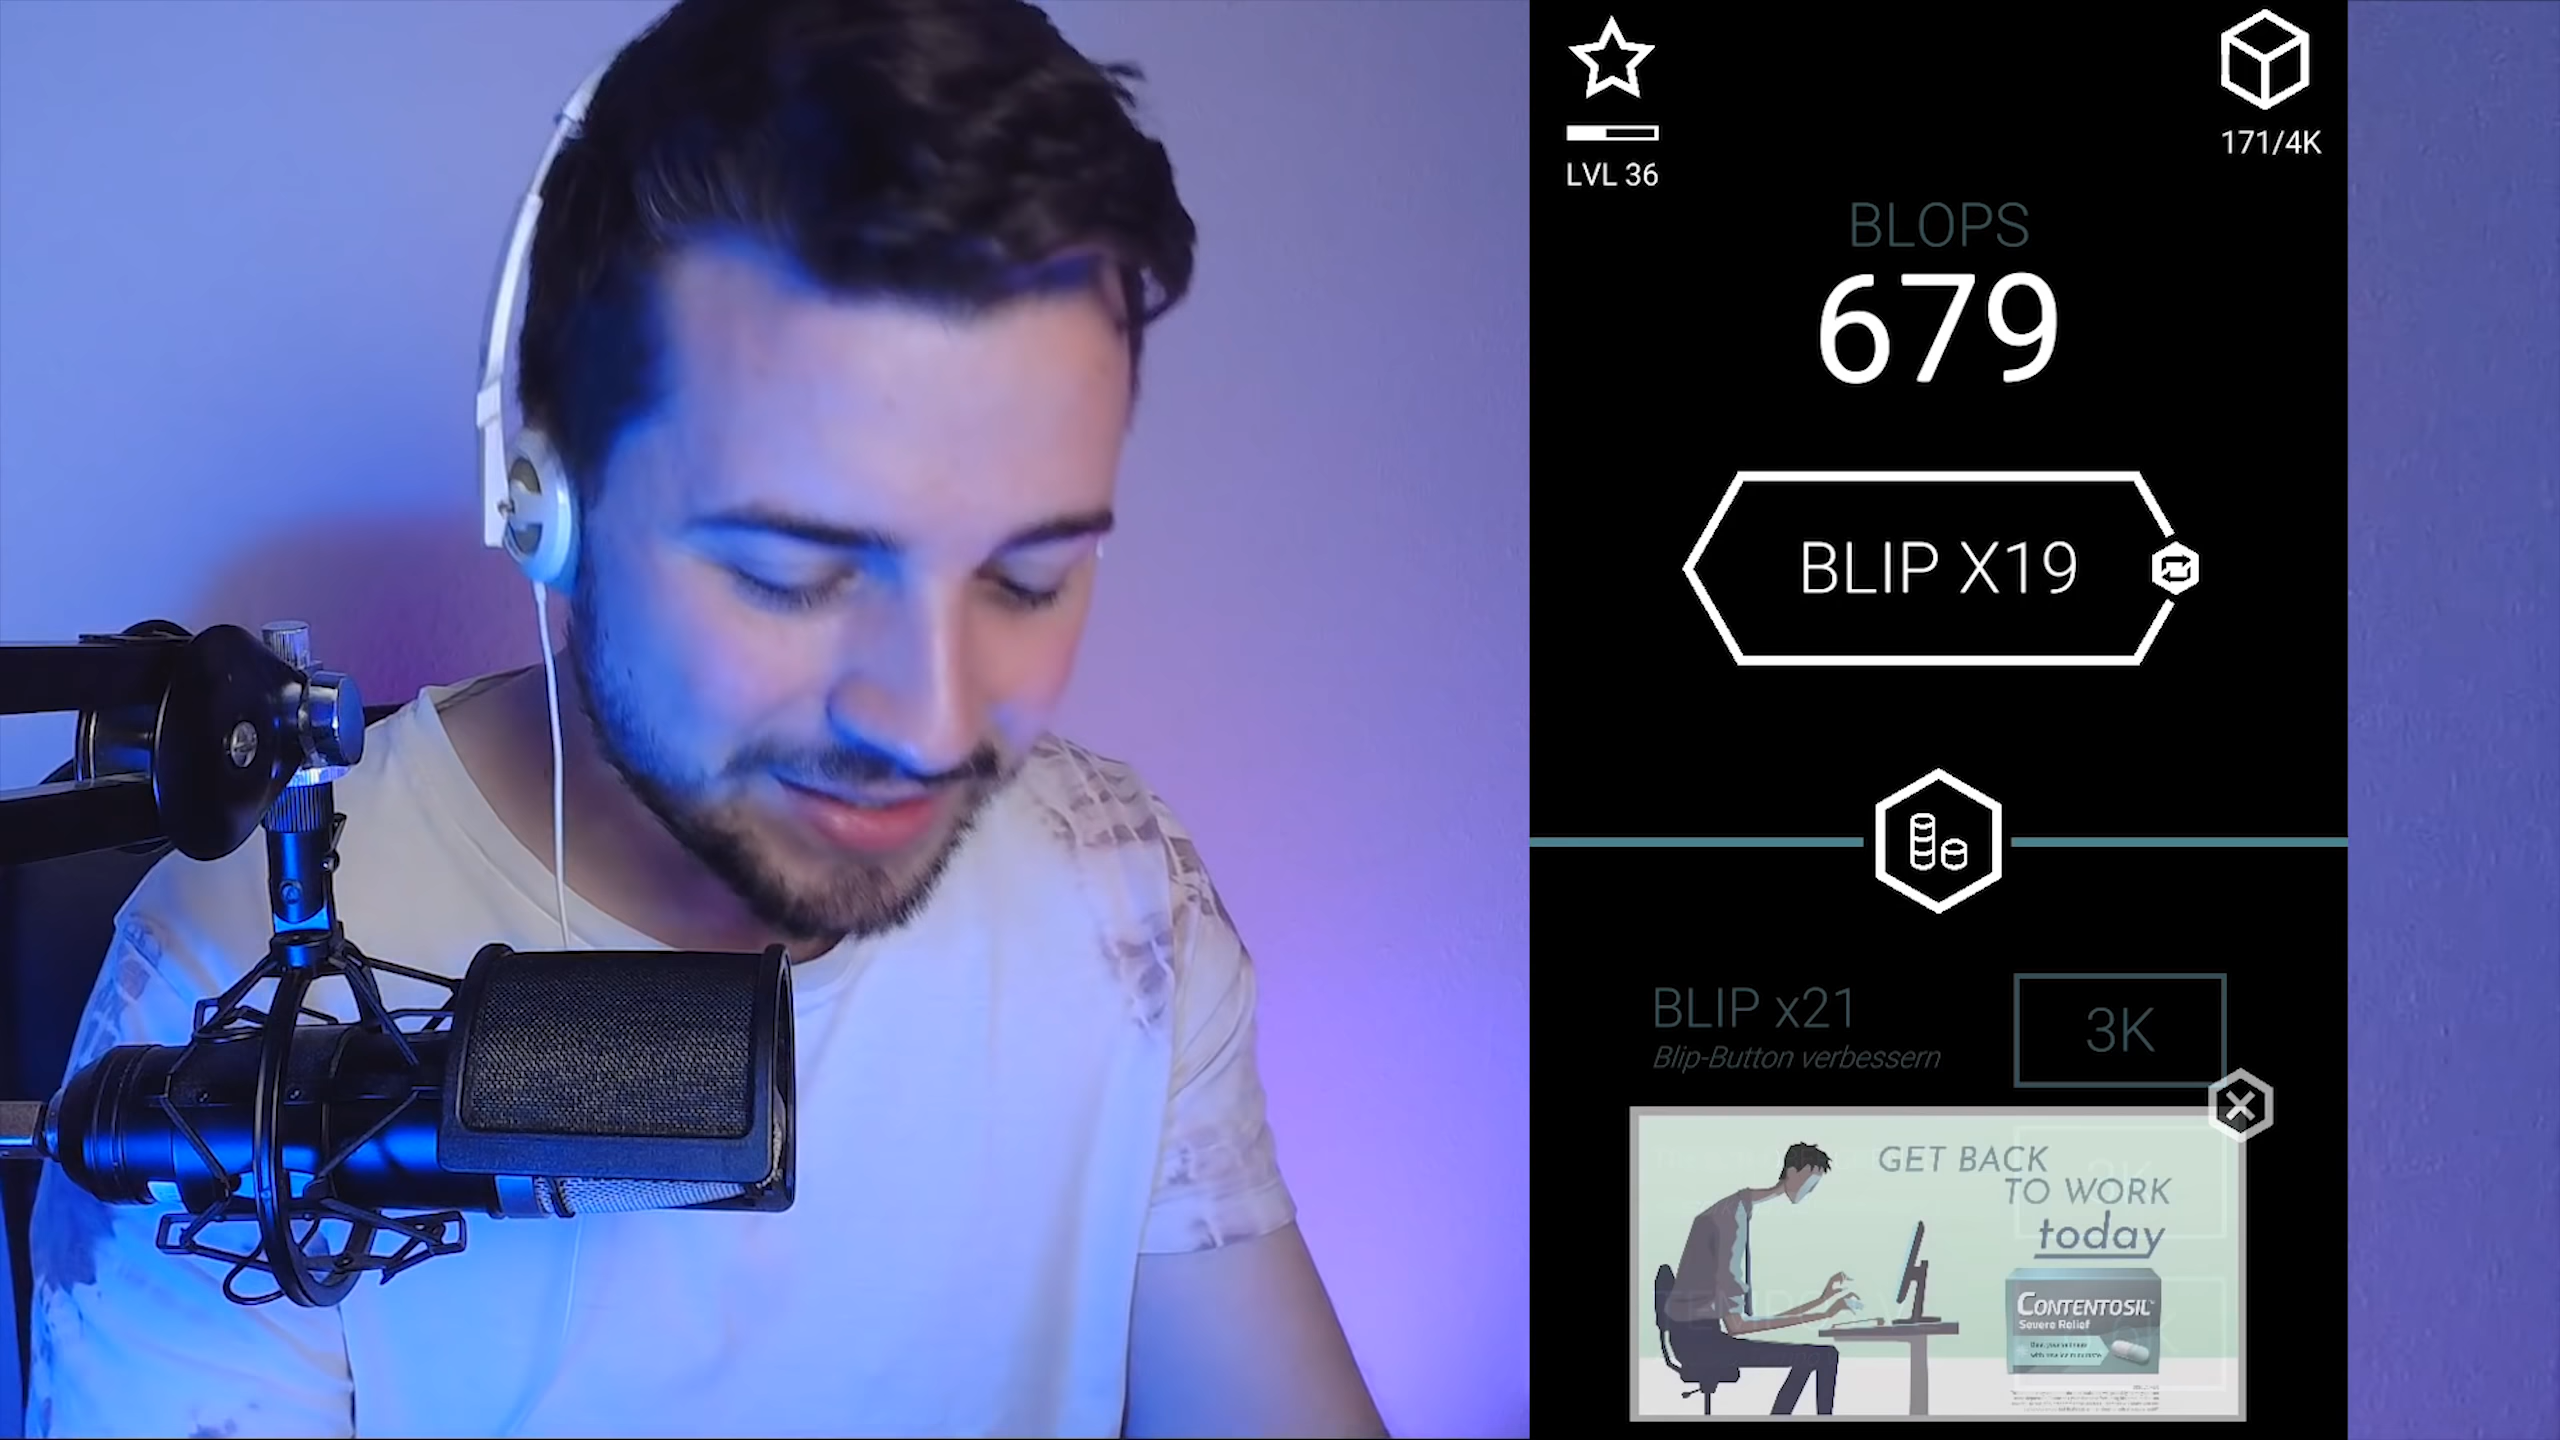 LVL 36
171/4K
BLOPS
679
BLIP X19
BLIP x21
Blip-Button verbessern
3K
GET BACK
TO WORK
today
CONTENTOSIL
Severe Relief